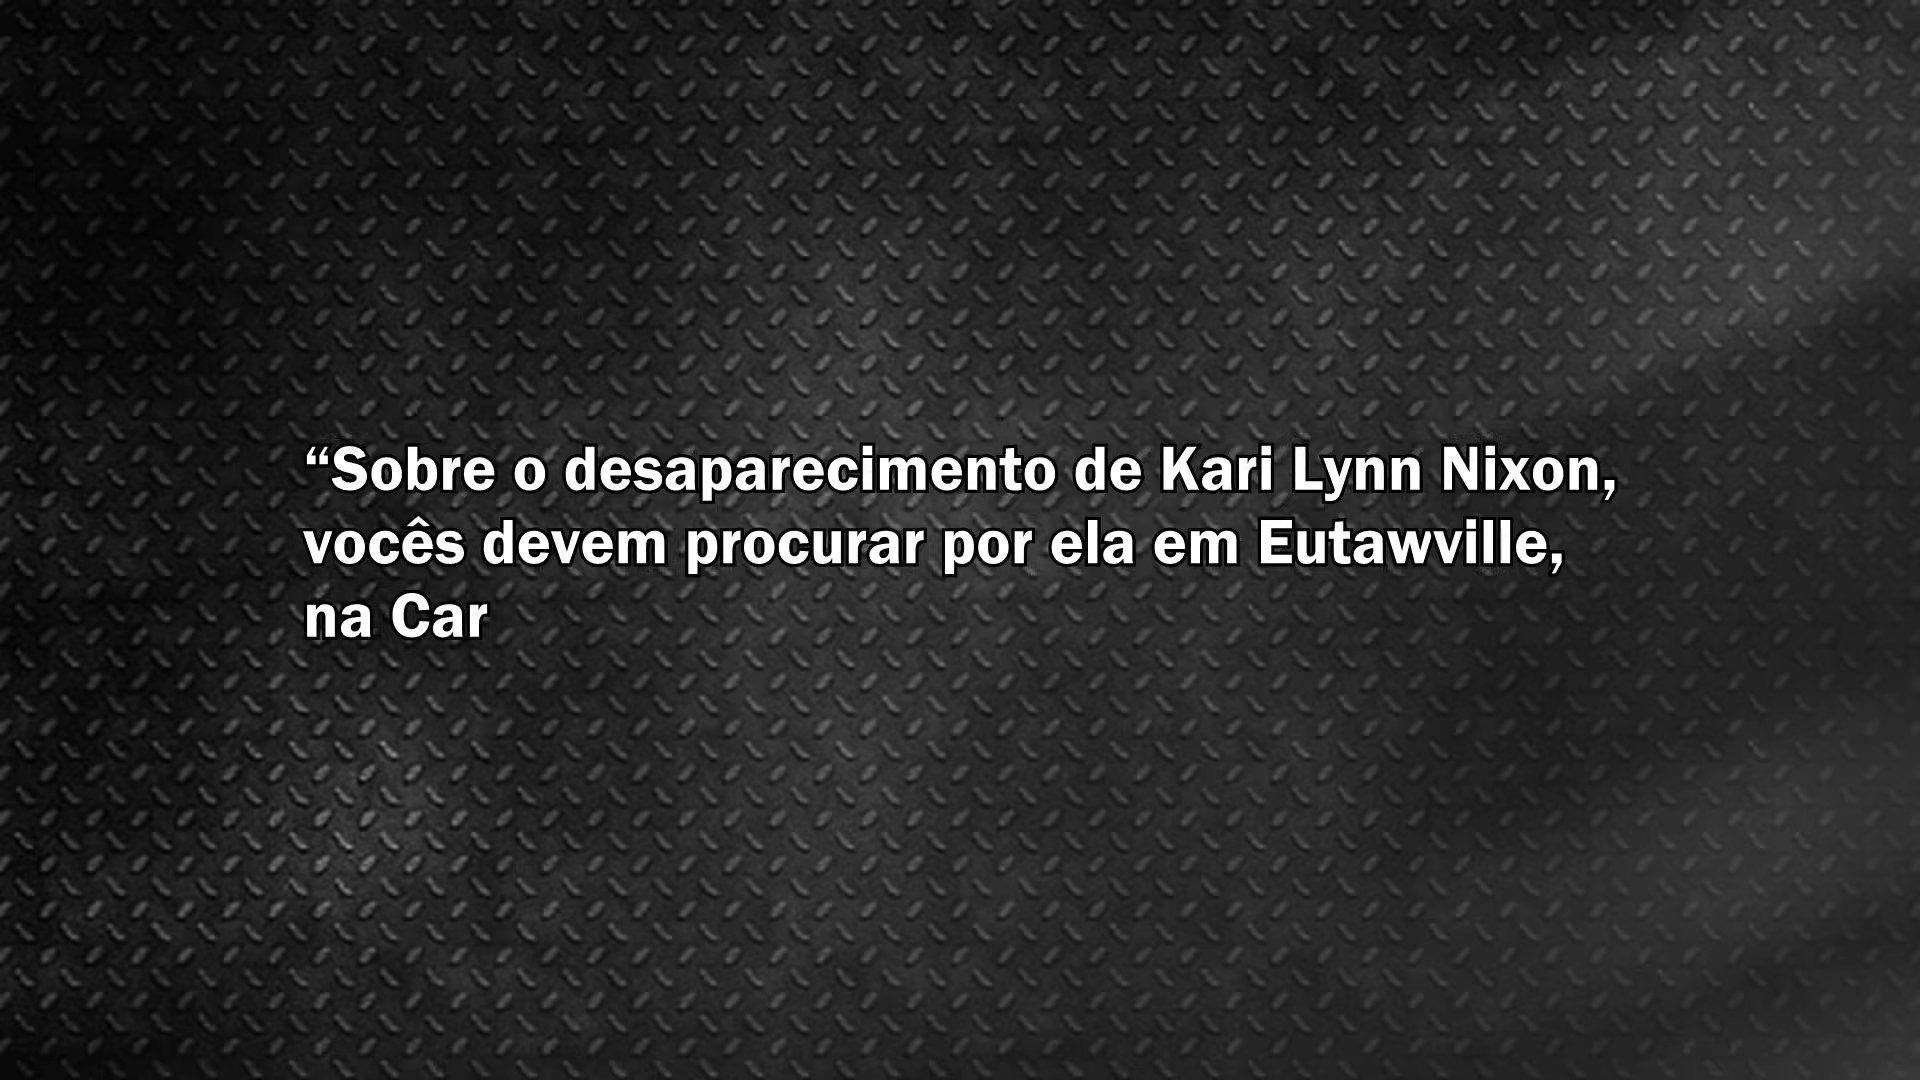 “Sobre o desaparecimento de Kari Lynn Nixon,
vocês devem procurar por ela em Eutawville,
na Car